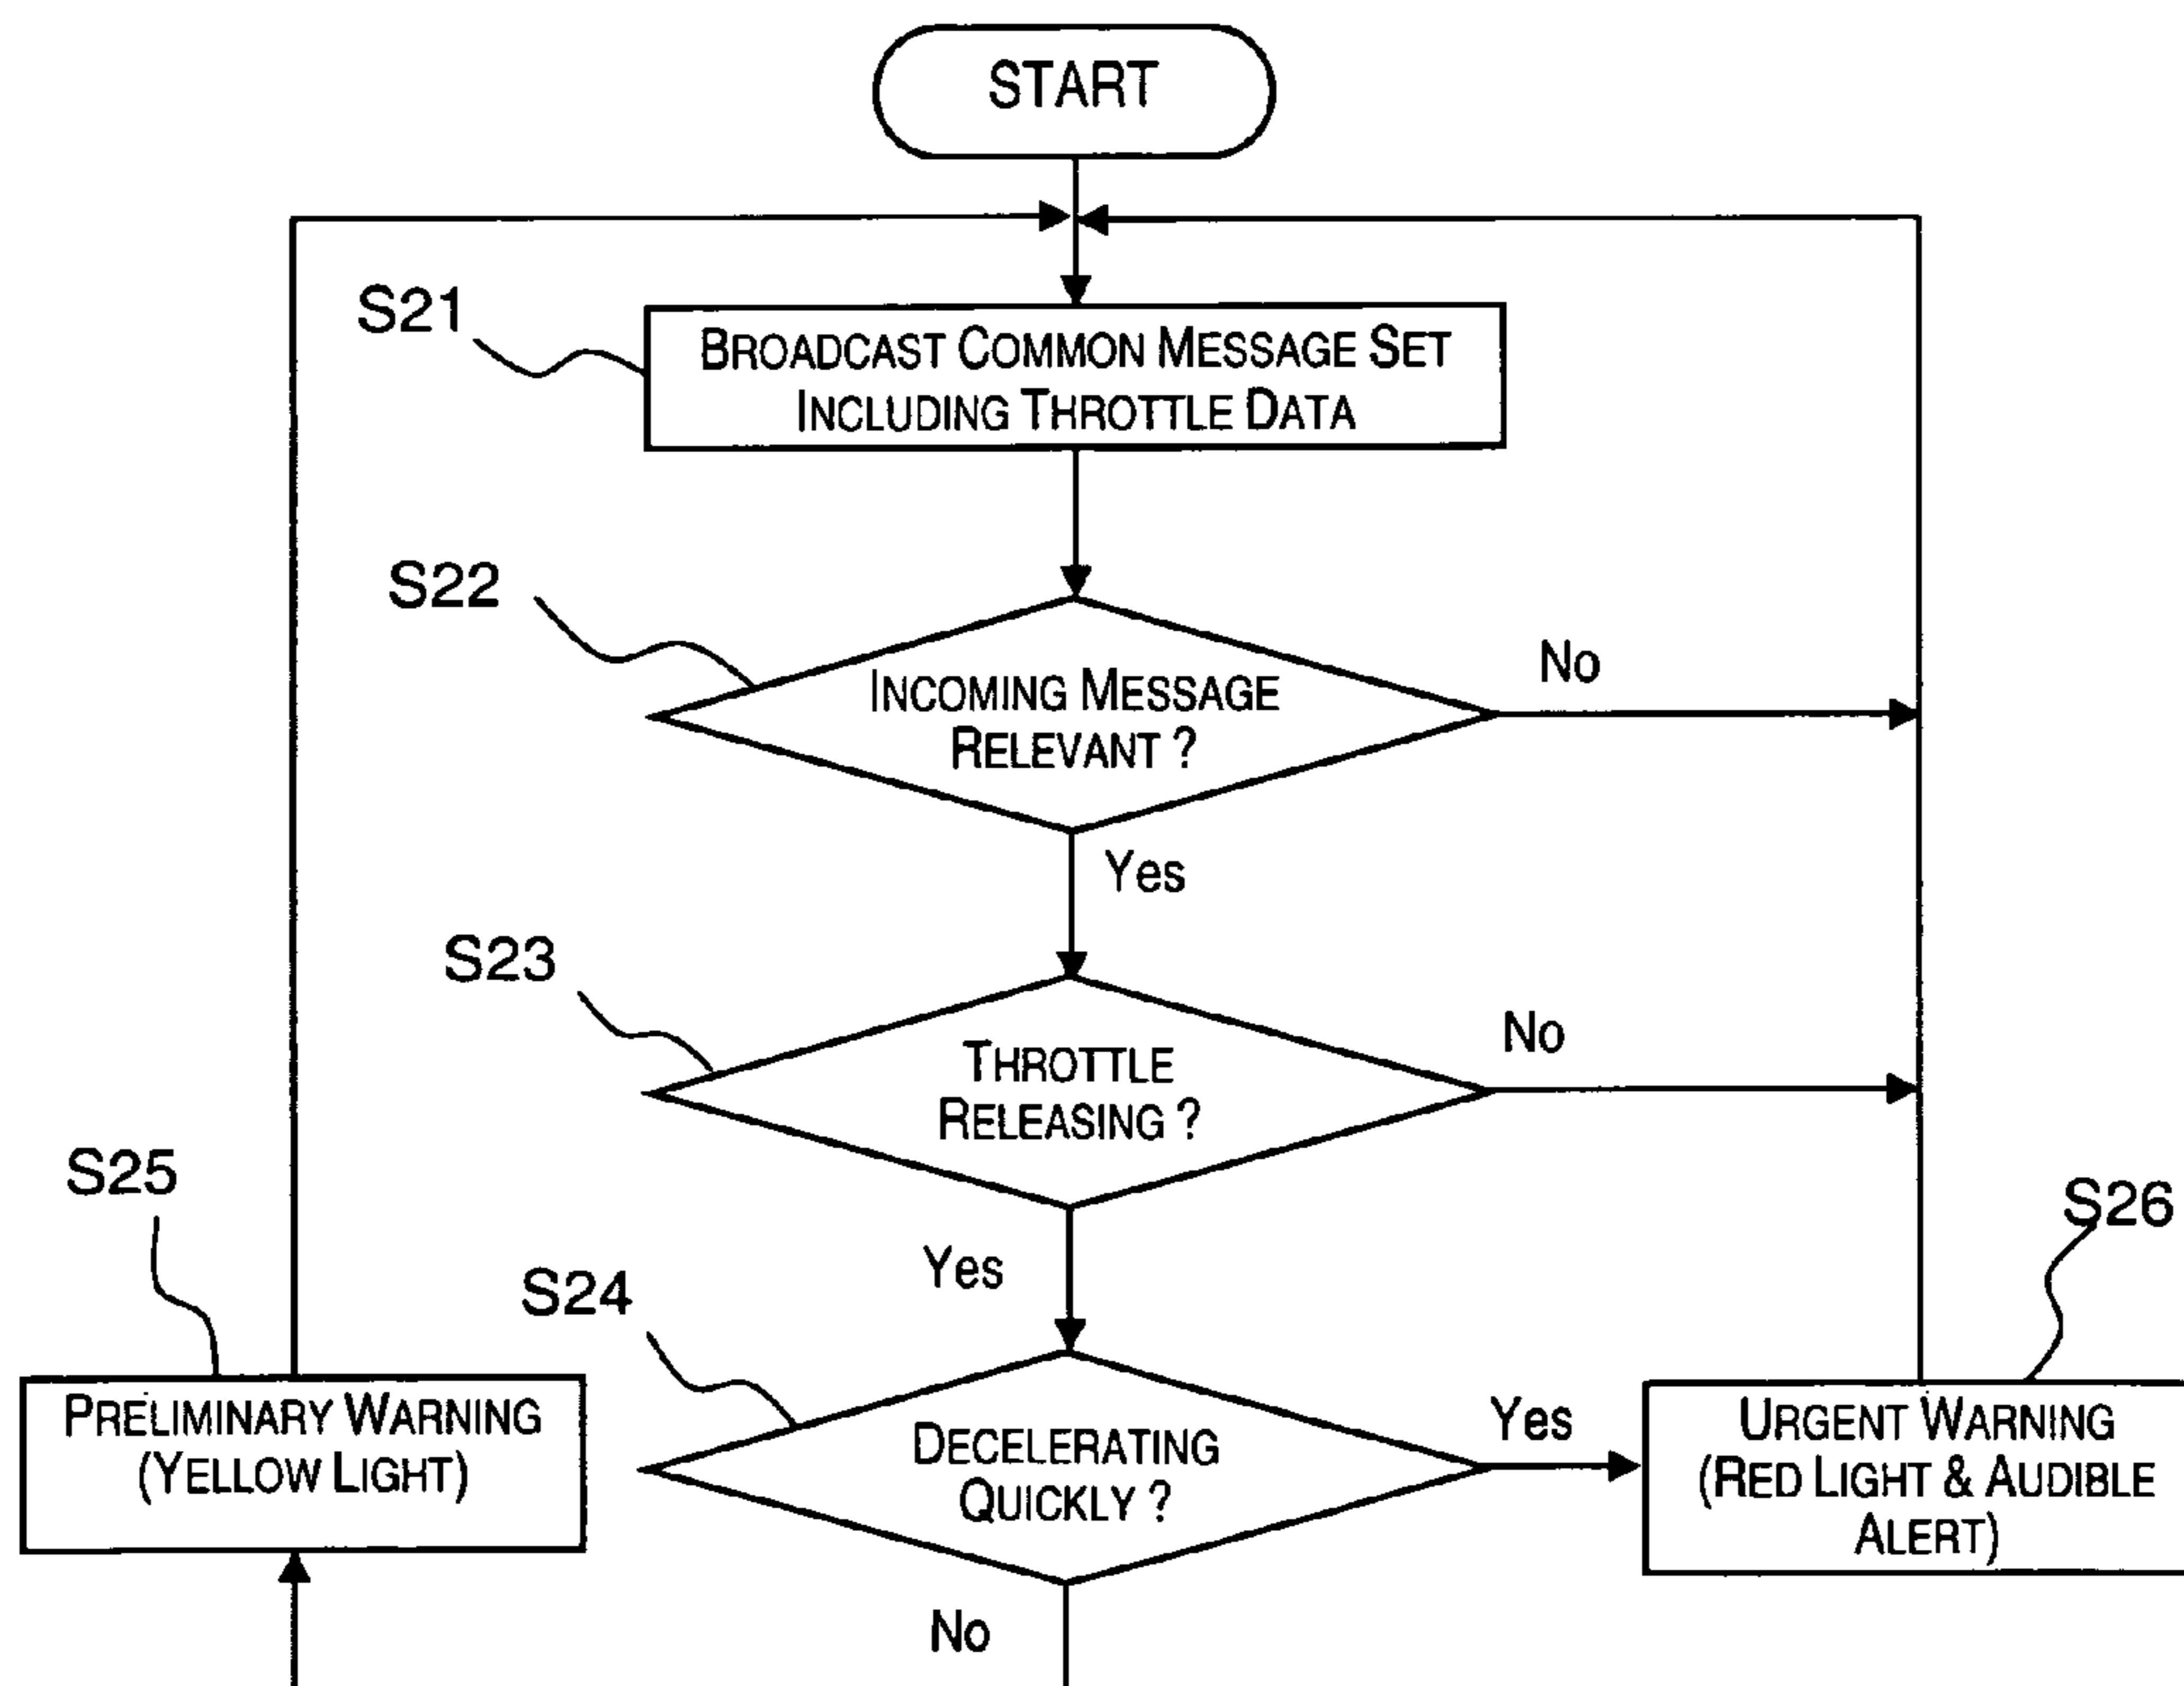 START
S21
BROADCAST COMMON MESSAGE SET
INCLUDING THROTTLE DATA
S22
INCOMING MESSAGE
RELEVANT ?
No
Yes
S23
THROTTLE
RELEASING ?
No
Yes
S24
DECELERATING
QUICKLY ?
Yes
No
S25
PRELIMINARY WARNING
(YELLOW LIGHT)
S26
URGENT WARNING
(RED LIGHT & AUDIBLE
ALERT)